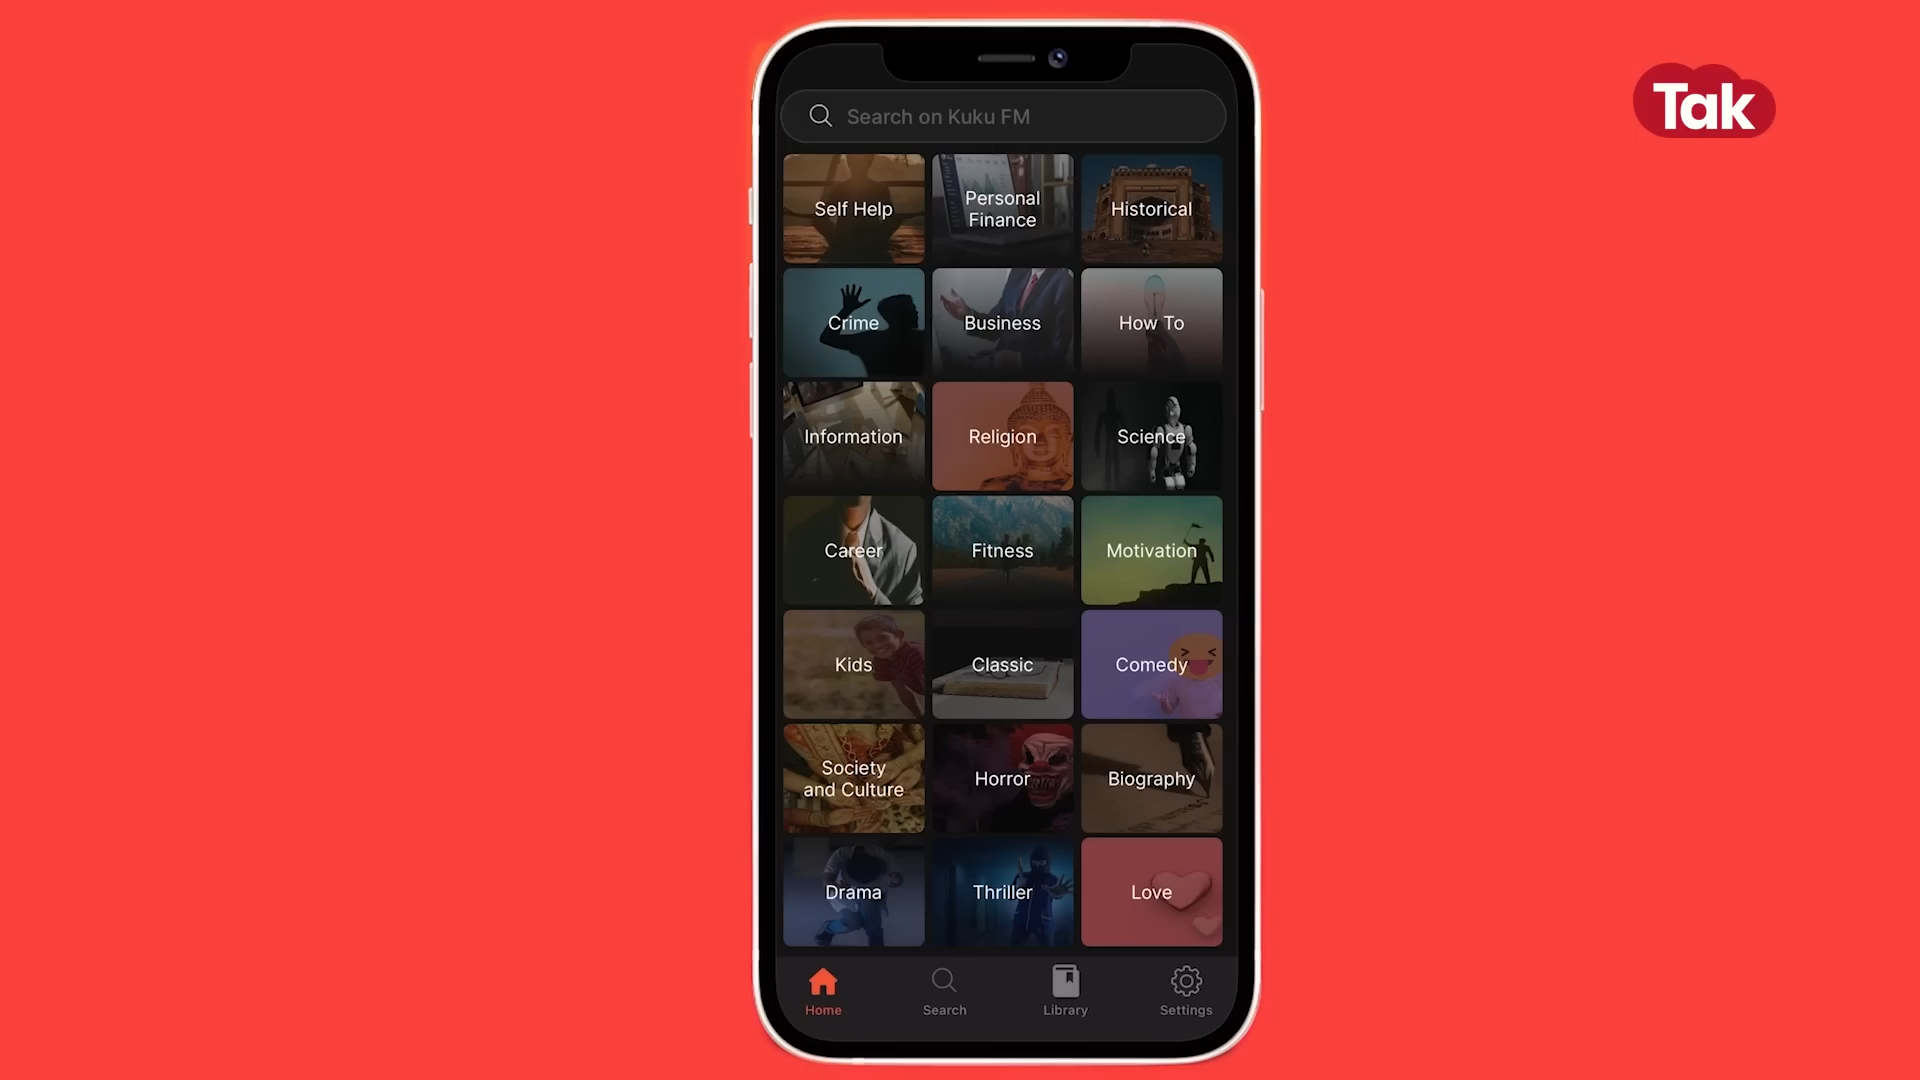 Tak
Search on Kuku FM
Self Help
Personal
Finance
Historical
Crime
Business
How To
Information
Religion
Science
Career
Fitness
Motivation
Kids
Classic
Comedy
Society
and Culture
Horror
Biography
Drama
Thriller
Love
Home
Search
Library
Settings